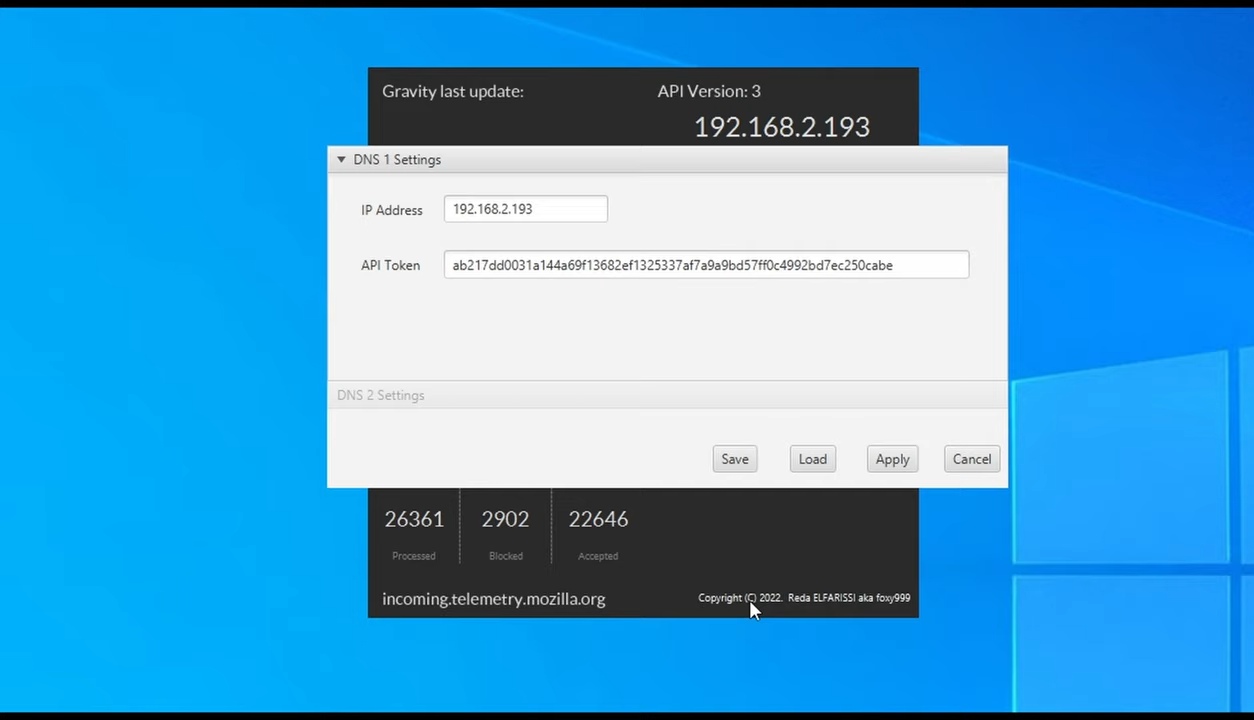 Gravity last update: API Version: 3
192.168.2.193
DNS 1 Settings
IP Address 192.168.2.193
API Token ab217dd0031a144a69f13682ef1325337af7a9a9bd57ff0c4992bd7ec250cabe
DNS 2 Settings
Save Load Apply Cancel
26361 2902 22646
Processed Blocked Accepted
incoming.telemetry.mozilla.org Copyright (C) 2022. Reda ELFARISSI aka foxy999